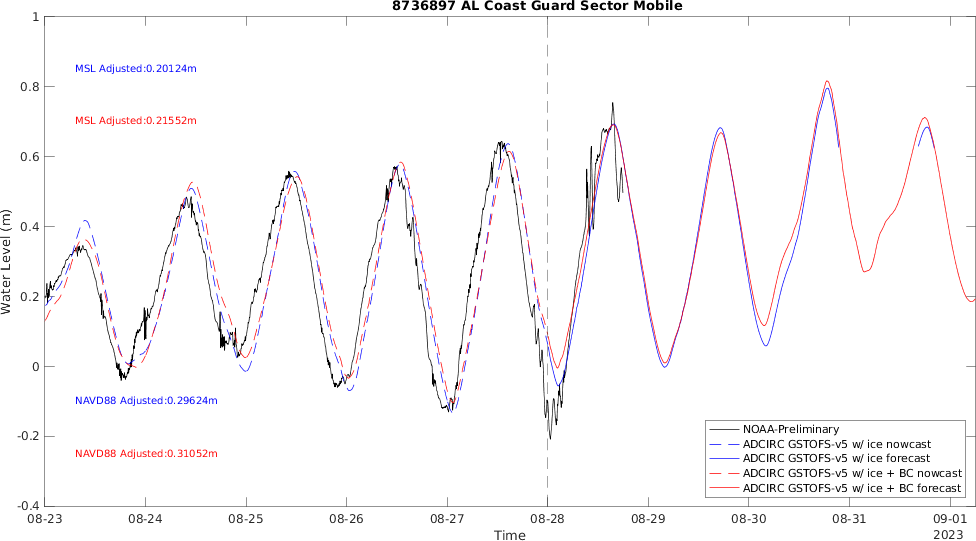 8736897 AL Coast Guard Sector Mobile
1
0.8
0.6
0.4
0.2
0
-0.2
-0.4
Water Level (m)
MSL Adjusted:0.20124m
MSL Adjusted:0.21552m
NAVD88 Adjusted:0.29624m
NAVD88 Adjusted:0.31052m
NOAA-Preliminary
ADCIRC GSTOFS-v5 w/ ice nowcast
ADCIRC GSTOFS-v5 w/ ice forecast
ADCIRC GSTOFS-v5 w/ice + BC nowcast
ADCIRC GSTOFS-v5 w/ice + BC forecast
08-23 08-24 08-25 08-26 08-27 08-28 08-29 08-30 08-31 09-01
2023
Time